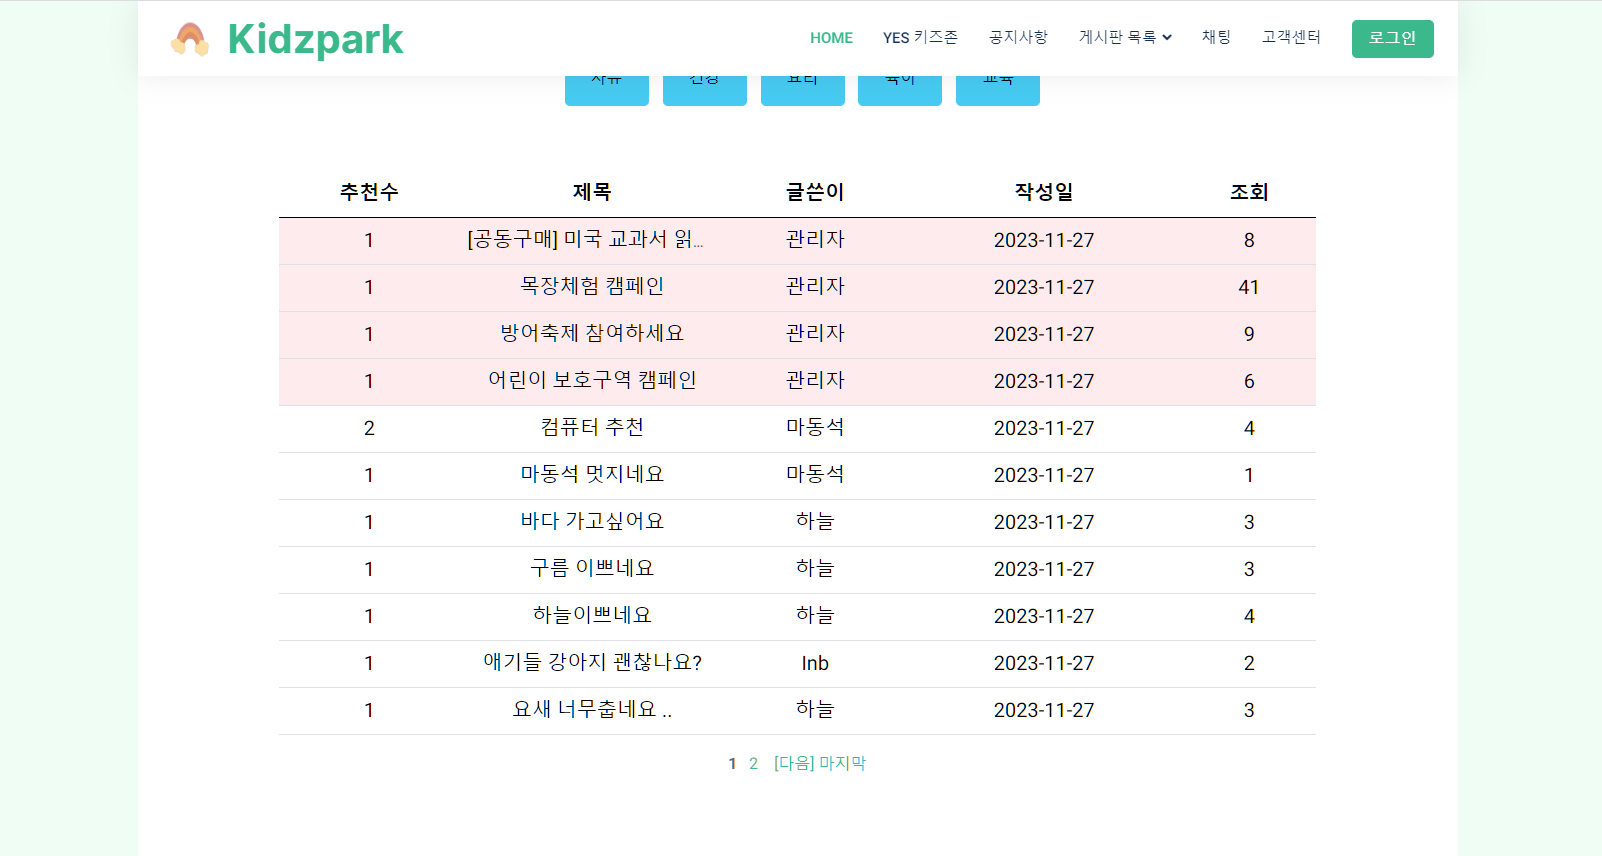 Kidzpark
HOME YES 키즈존 공지사항 게시판 목록 채팅 고객센터 로그인
자유 건강 요리 육아 교육
추천수 제목 글쓴이 작성일 조회
1 [공동구매] 미국 교과서 읽... 관리자 2023-11-27 8
1 목장체험 캠페인 관리자 2023-11-27 41
1 방어축제 참여하세요 관리자 2023-11-27 9
1 어린이 보호구역 캠페인 관리자 2023-11-27 6
2 컴퓨터 추천 마동석 2023-11-27 4
1 마동석 멋지네요 마동석 2023-11-27 1
1 바다 가고싶어요 하늘 2023-11-27 3
1 구름 이쁘네요 하늘 2023-11-27 3
1 하늘이쁘네요 하늘 2023-11-27 4
1 애기들 강아지 괜찮나요? Inb 2023-11-27 2
1 요새 너무춥네요 .. 하늘 2023-11-27 3
1 2 [다음] 마지막